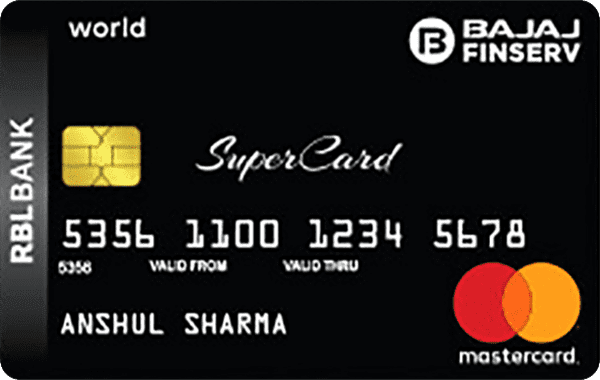 world
BAJAJ
FINSERV
RBLBANK
SuperCard
5356 1100 1234 5678
5356 VALID FROM VALID THRU
ANSHUL SHARMA
mastercard.